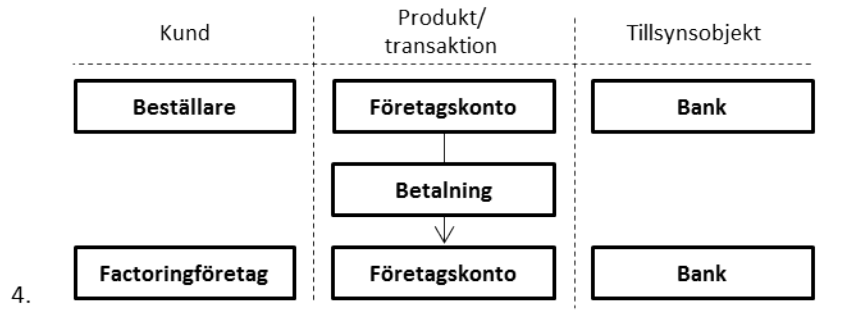 Kund
Produkt/
transaktion
Tillsynsobjekt
Beställare
Företagskonto
Bank
Betalning
Factoringföretag
Företagskonto
Bank
4.